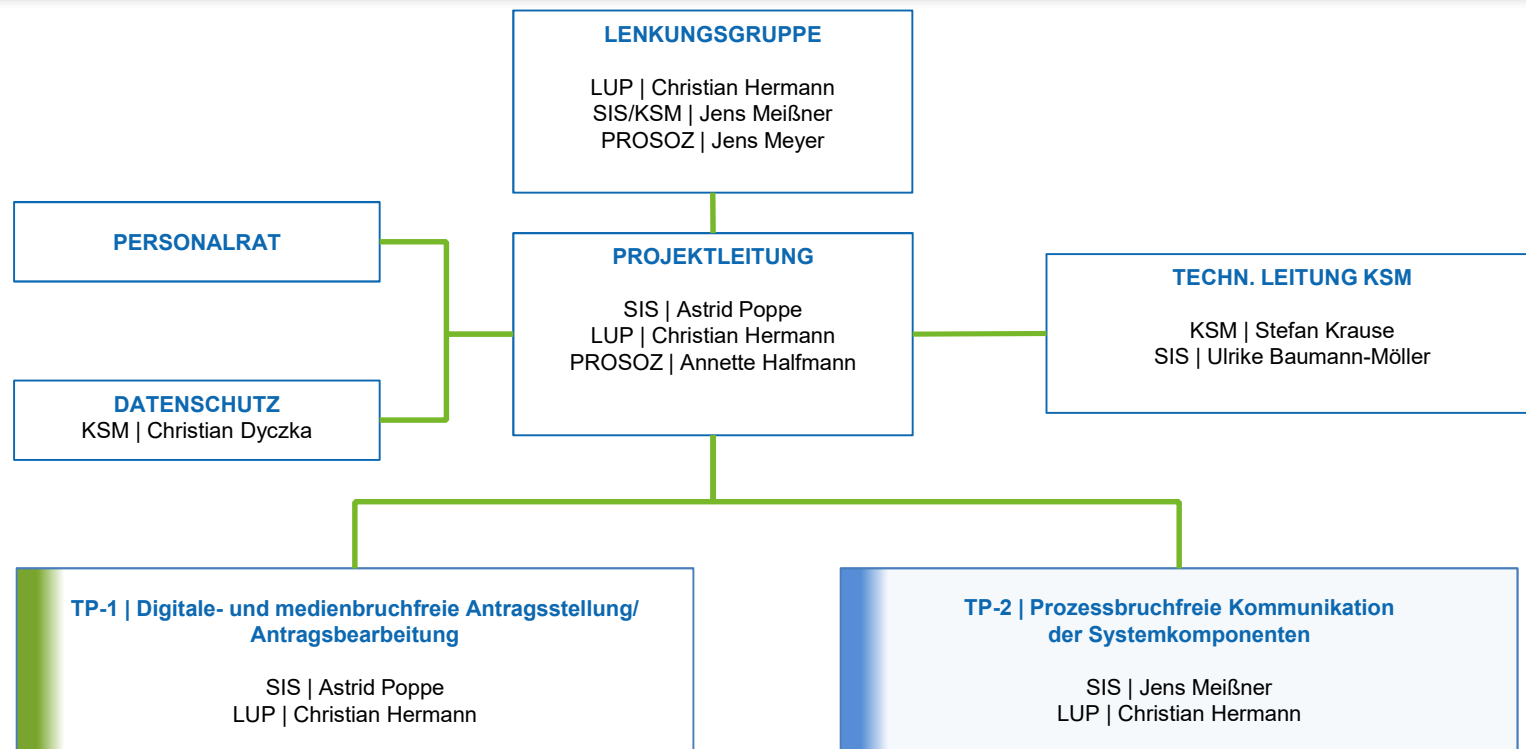 LENKUNGSGRUPPE
LUP | Christian Hermann
SIS/KSM | Jens Meißner
PROSOZ | Jens Meyer
PERSONALRAT
PROJEKTLEITUNG
SIS | Astrid Poppe
LUP | Christian Hermann
PROSOZ | Annette Halfmann
TECHN. LEITUNG KSM
KSM | Stefan Krause
SIS | Ulrike Baumann-Möller
DATENSCHUTZ
KSM | Christian Dyczka
TP-1 | Digitale- und medienbruchfreie Antragsstellung/
Antragsbearbeitung
SIS | Astrid Poppe
LUP | Christian Hermann
TP-2 | Prozessbruchfreie Kommunikation
der Systemkomponenten
SIS | Jens Meißner
LUP | Christian Hermann